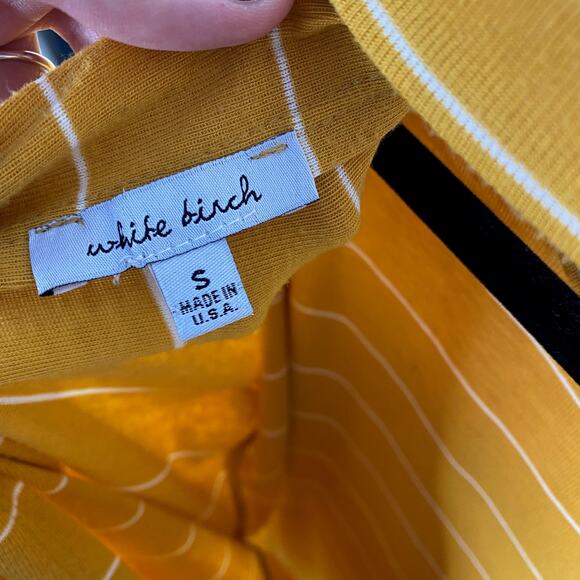 white birch
S
MADE IN
U.S.A.